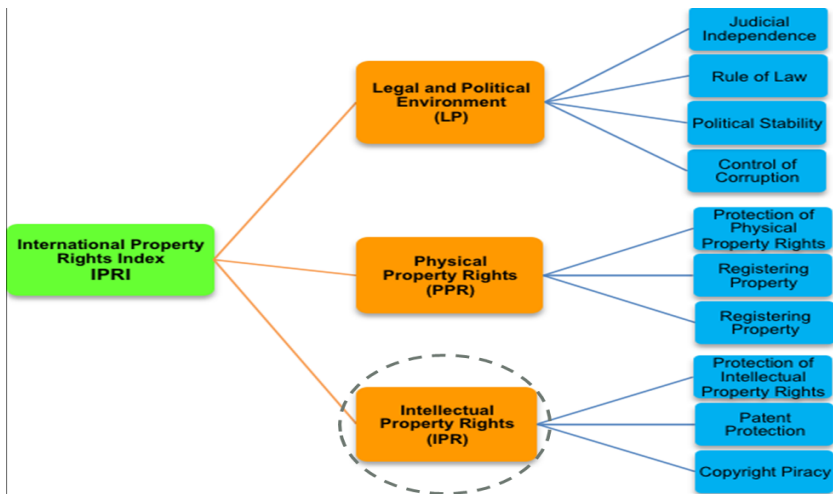 International Property
Rights Index
IPRI
Legal and Political
Environment
(LP)
Judicial
Independence
Rule of Law
Political Stability
Control of
Corruption
Physical
Property Rights
(PPR)
Protection of
Physical
Property Rights
Registering
Property
Registering
Property
Intellectual
Property Rights
(IPR)
Protection of
Intellectual
Property Rights
Patent
Protection
Copyright Piracy